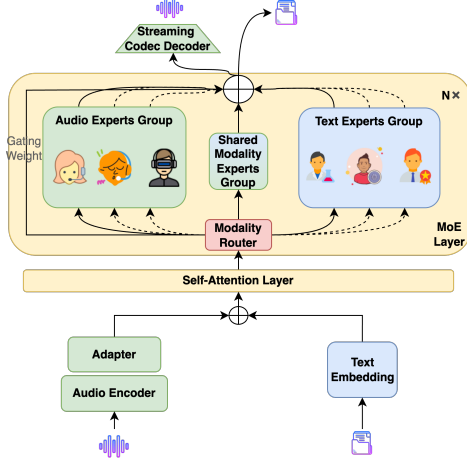 Streaming
Codec Decoder
N×
Audio Experts Group
Text Experts Group
Gating
Weight
Shared
Modality
Experts
Group
Modality
Router
MoE
Layer
Self-Attention Layer
Adapter
Audio Encoder
Text
Embedding